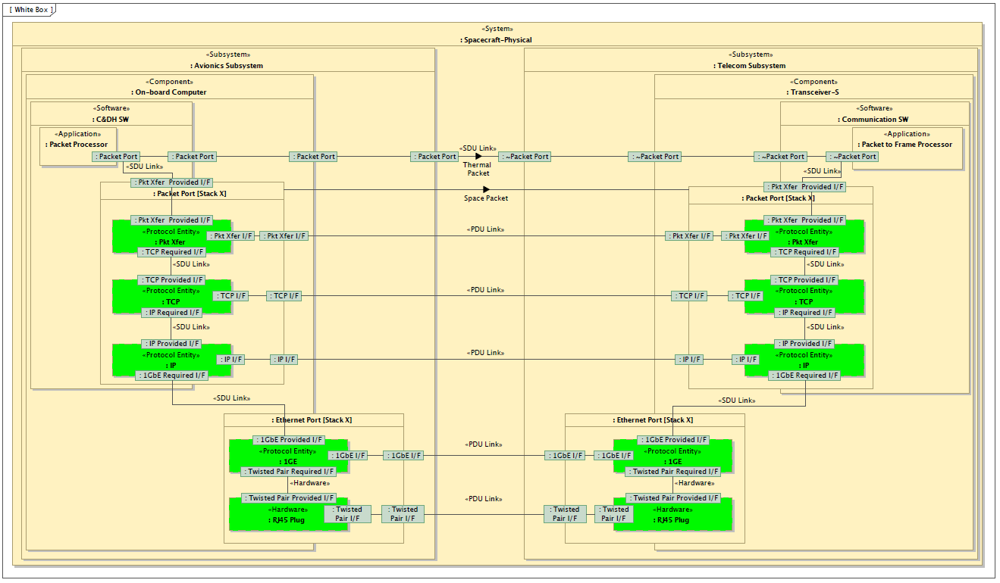 [ White Box ]
«System»
: Spacecraft-Physical
«Subsystem»
: Avionics Subsystem
«Subsystem»
: Telecom Subsystem
«Component»
: On-board Computer
«Component»
: Transceiver-S
«Software»
: C&DH SW
«Software»
: Communication SW
«Application»
: Packet Processor
«Application»
: Packet to Frame Processor
: Packet Port
: Packet Port
: Packet Port
: Packet Port
«SDU Link»
Thermal
Packet
: ~Packet Port
: ~Packet Port
: ~Packet Port
: ~Packet Port
«SDU Link»
«SDU Link»
: Pkt Xfer  Provided I/F
: Packet Port [Stack X]
Space Packet
: Pkt Xfer  Provided I/F
: Packet Port [Stack X]
: Pkt Xfer  Provided I/F
«Protocol Entity»
: Pkt Xfer
: TCP Required I/F
: Pkt Xfer I/F
: Pkt Xfer I/F
«PDU Link»
: Pkt Xfer I/F
: Pkt Xfer I/F
: Pkt Xfer  Provided I/F
«Protocol Entity»
: Pkt Xfer
: TCP Required I/F
«SDU Link»
«SDU Link»
: TCP Provided I/F
«Protocol Entity»
: TCP
: IP Required I/F
: TCP I/F
: TCP I/F
«PDU Link»
: TCP I/F
: TCP I/F
: TCP Provided I/F
«Protocol Entity»
: TCP
: IP Required I/F
«SDU Link»
«SDU Link»
: IP Provided I/F
«Protocol Entity»
: IP
: 1GbE Required I/F
: IP I/F
: IP I/F
«PDU Link»
: IP I/F
: IP I/F
: IP Provided I/F
«Protocol Entity»
: IP
: 1GbE Required I/F
«SDU Link»
«SDU Link»
: Ethernet Port [Stack X]
: Ethernet Port [Stack X]
: 1GbE Provided I/F
«Protocol Entity»
: 1GE
: Twisted Pair Required I/F
: 1GbE I/F
: 1GbE I/F
«PDU Link»
: 1GbE I/F
: 1GbE I/F
: 1GbE Provided I/F
«Protocol Entity»
: 1GE
: Twisted Pair Required I/F
«Hardware»
«Hardware»
: Twisted Pair Provided I/F
«Hardware»
: RJ45 Plug
: Twisted
Pair I/F
: Twisted
Pair I/F
«PDU Link»
: Twisted
Pair I/F
: Twisted
Pair I/F
: Twisted Pair Provided I/F
«Hardware»
: RJ45 Plug